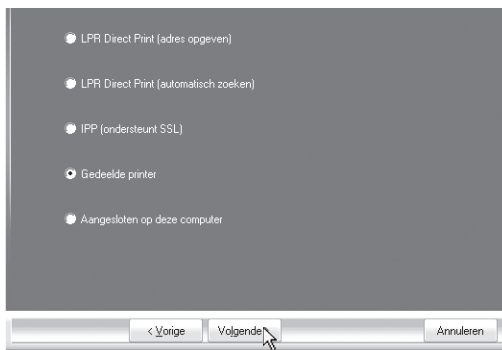 LPR Direct Print (adres opgeven)
LPR Direct Print (automatisch zoeken)
IPP (ondersteunt SSL)
Gedeelde printer
Aangesloten op deze computer
< Vorige Volgende Annuleren